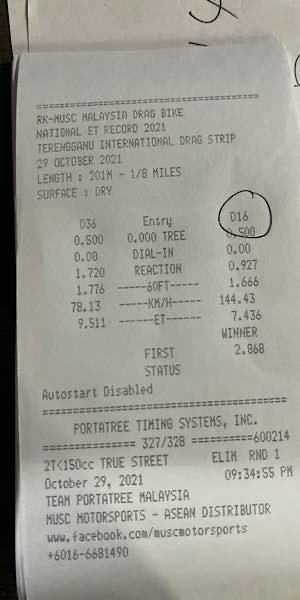 ==========================================
RK-MUSC MALAYSIA DRAG BIKE
NATIONAL ET RECORD 2021
TERENGGANU INTERNATIONAL DRAG STRIP
29 OCTOBER 2021
LENGTH : 201M - 1/8 MILES
SURFACE : DRY
D36 Entry D16
0.500 0.000 TREE 0.500
0.00 DIAL-IN 0.00
1.720 REACTION 0.927
1.776 -----60FT----- 1.666
78.13 -----KM/H----- 144.43
9.511 ------ET------ 7.436
WINNER
FIRST 2.868
STATUS
Autostart Disabled
==========================================
PORTATREE TIMING SYSTEMS, INC.
=============== 327/328 ==========600214
2T<150cc TRUE STREET ELIM RND 1
October 29, 2021 09:34:55 PM
TEAM PORTATREE MALAYSIA
MUSC MOTORSPORTS - ASEAN DISTRIBUTOR
www.facebook.com/muscmotorsports
+6016-6681490